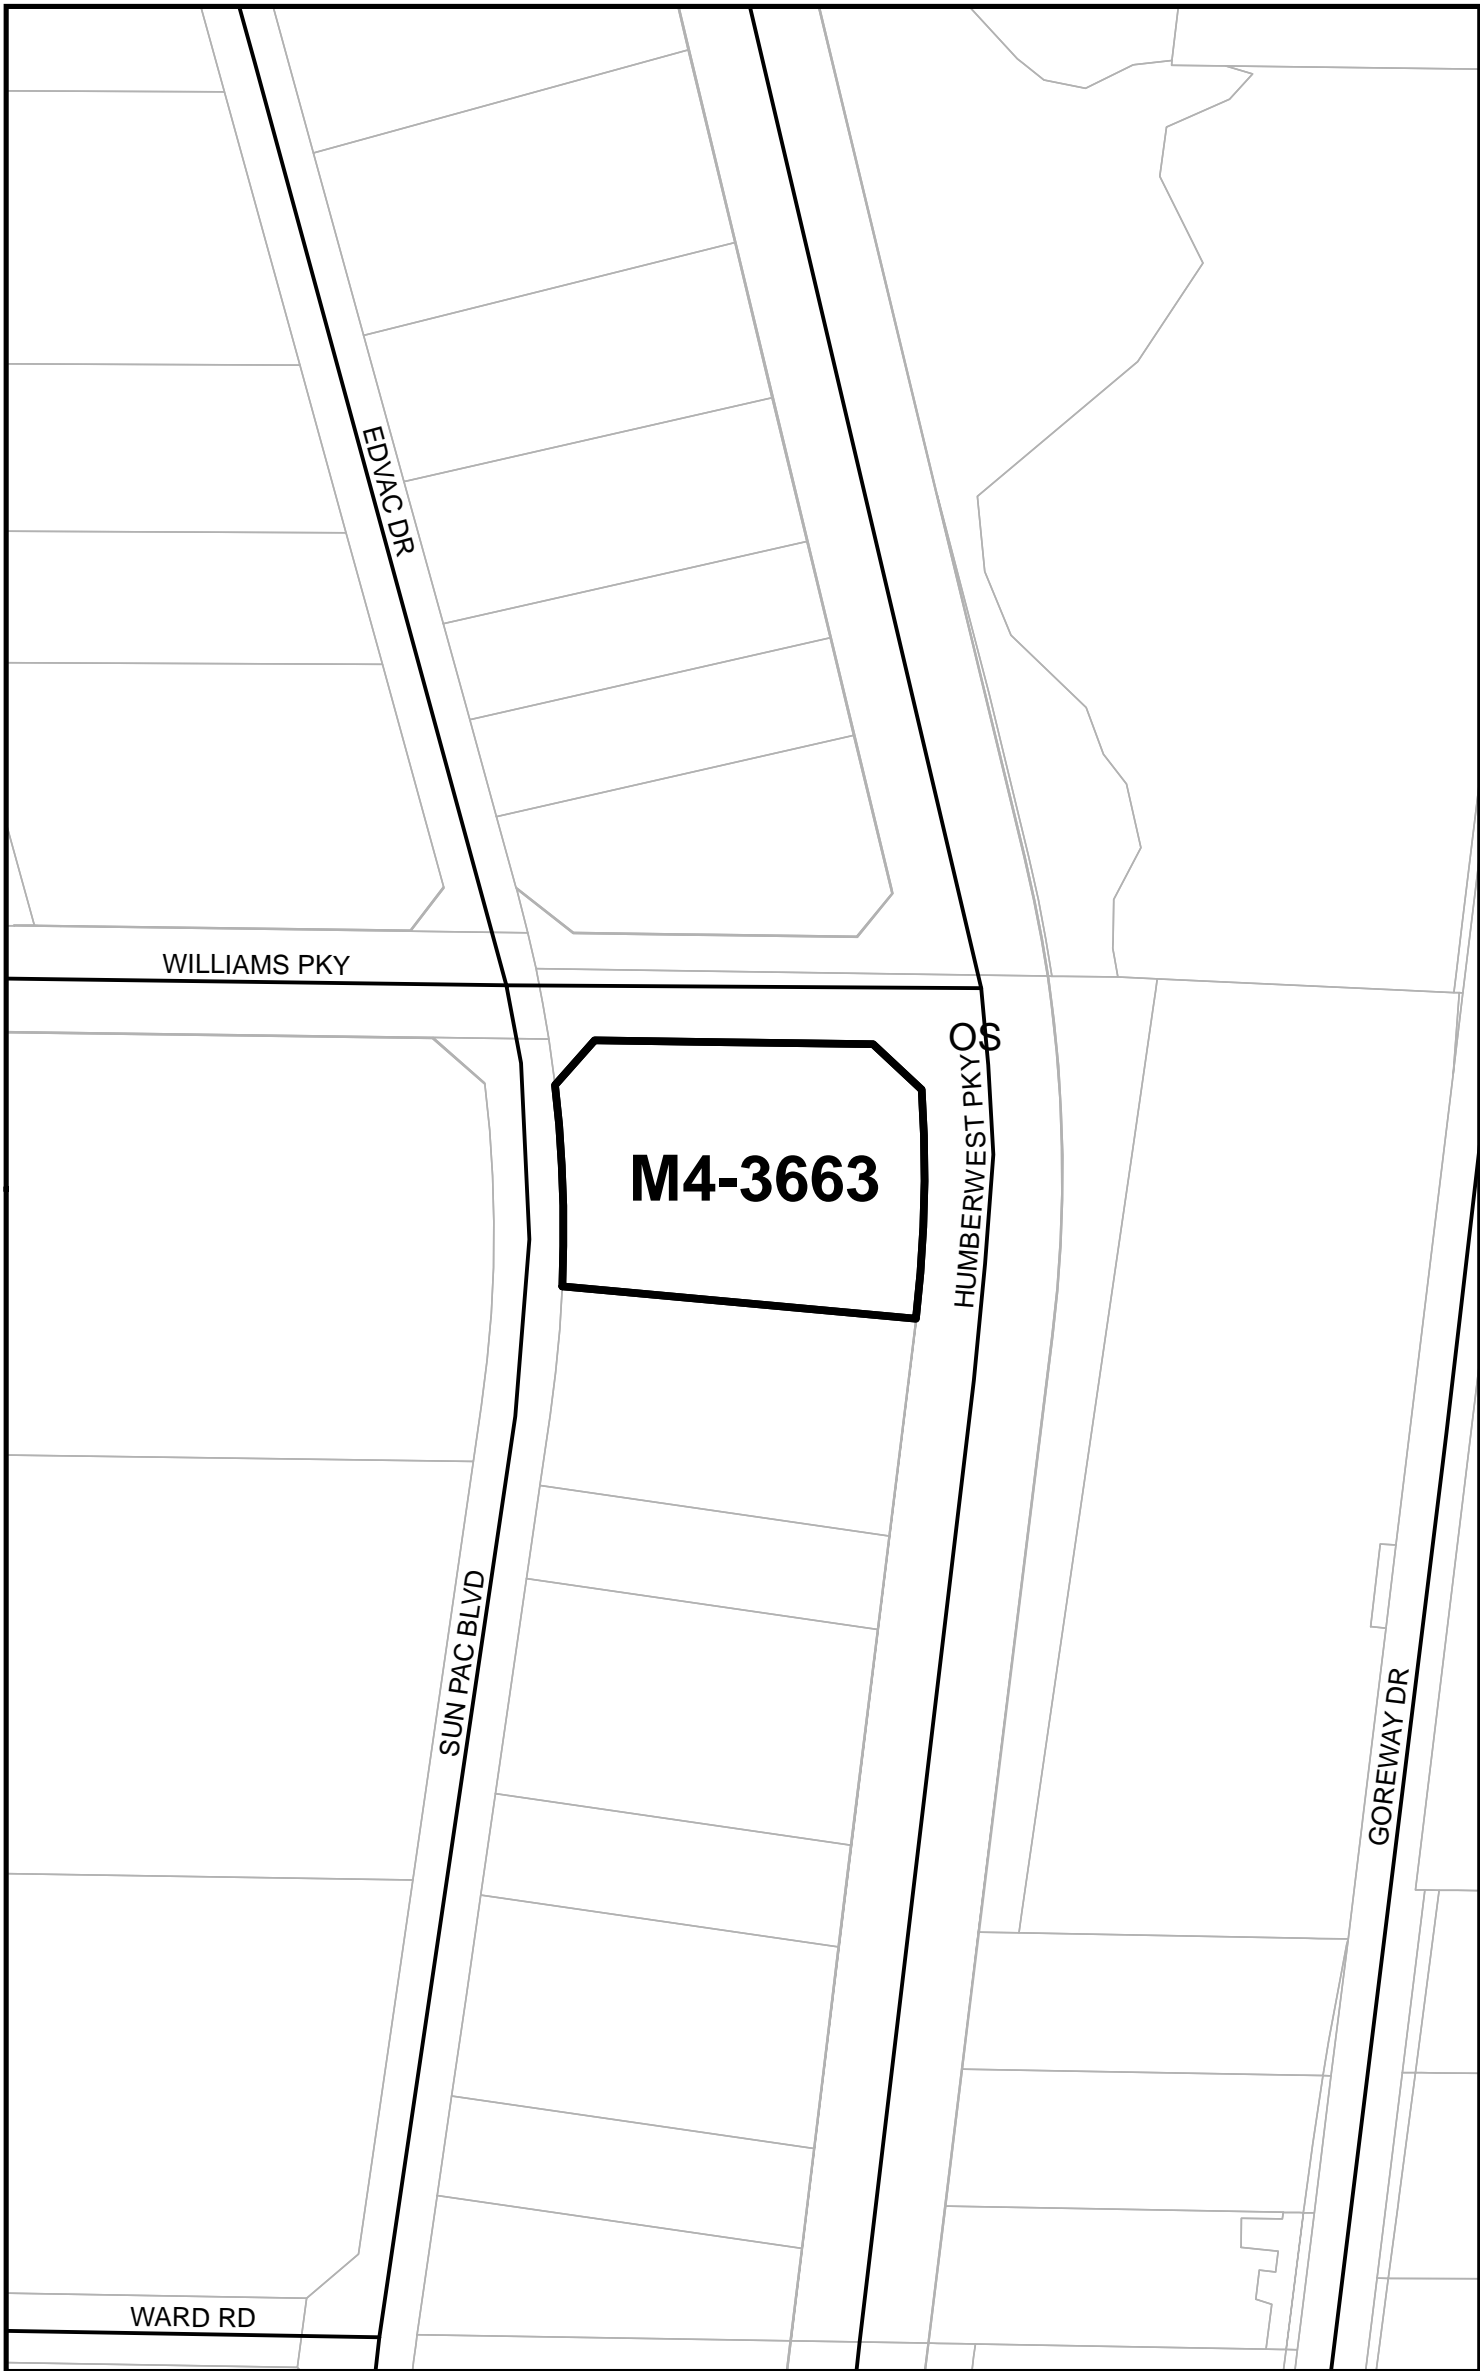 EDVAC DR
WILLIAMS PKY
OS
HUMBERWEST PKY
M4-3663
SUN PAC BLVD
GOREWAY DR
WARD RD